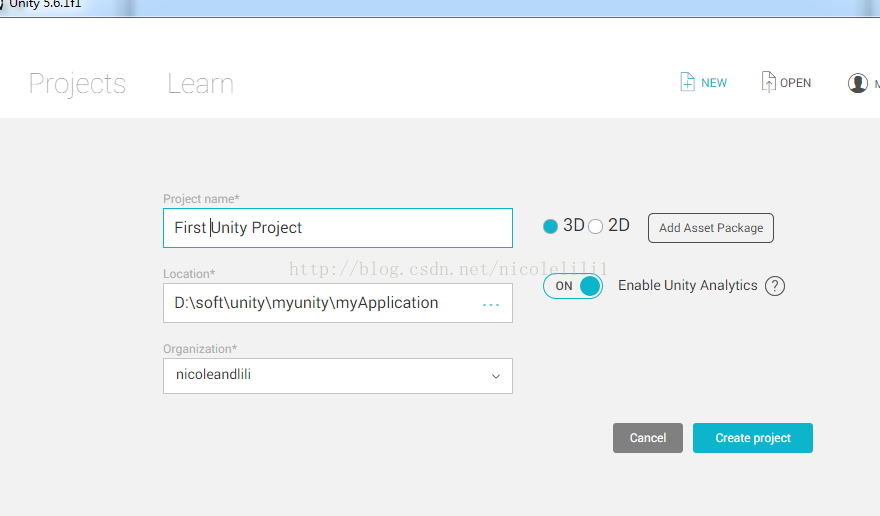 Unity 5.6.1f1
Projects Learn NEW OPEN
Project name*
First Unity Project
3D 2D Add Asset Package
http://blog.csdn.net/nicolelili1
Location*
D:\soft\unity\myunity\myApplication ...
ON Enable Unity Analytics ?
Organization*
nicoleandlili
Cancel Create project